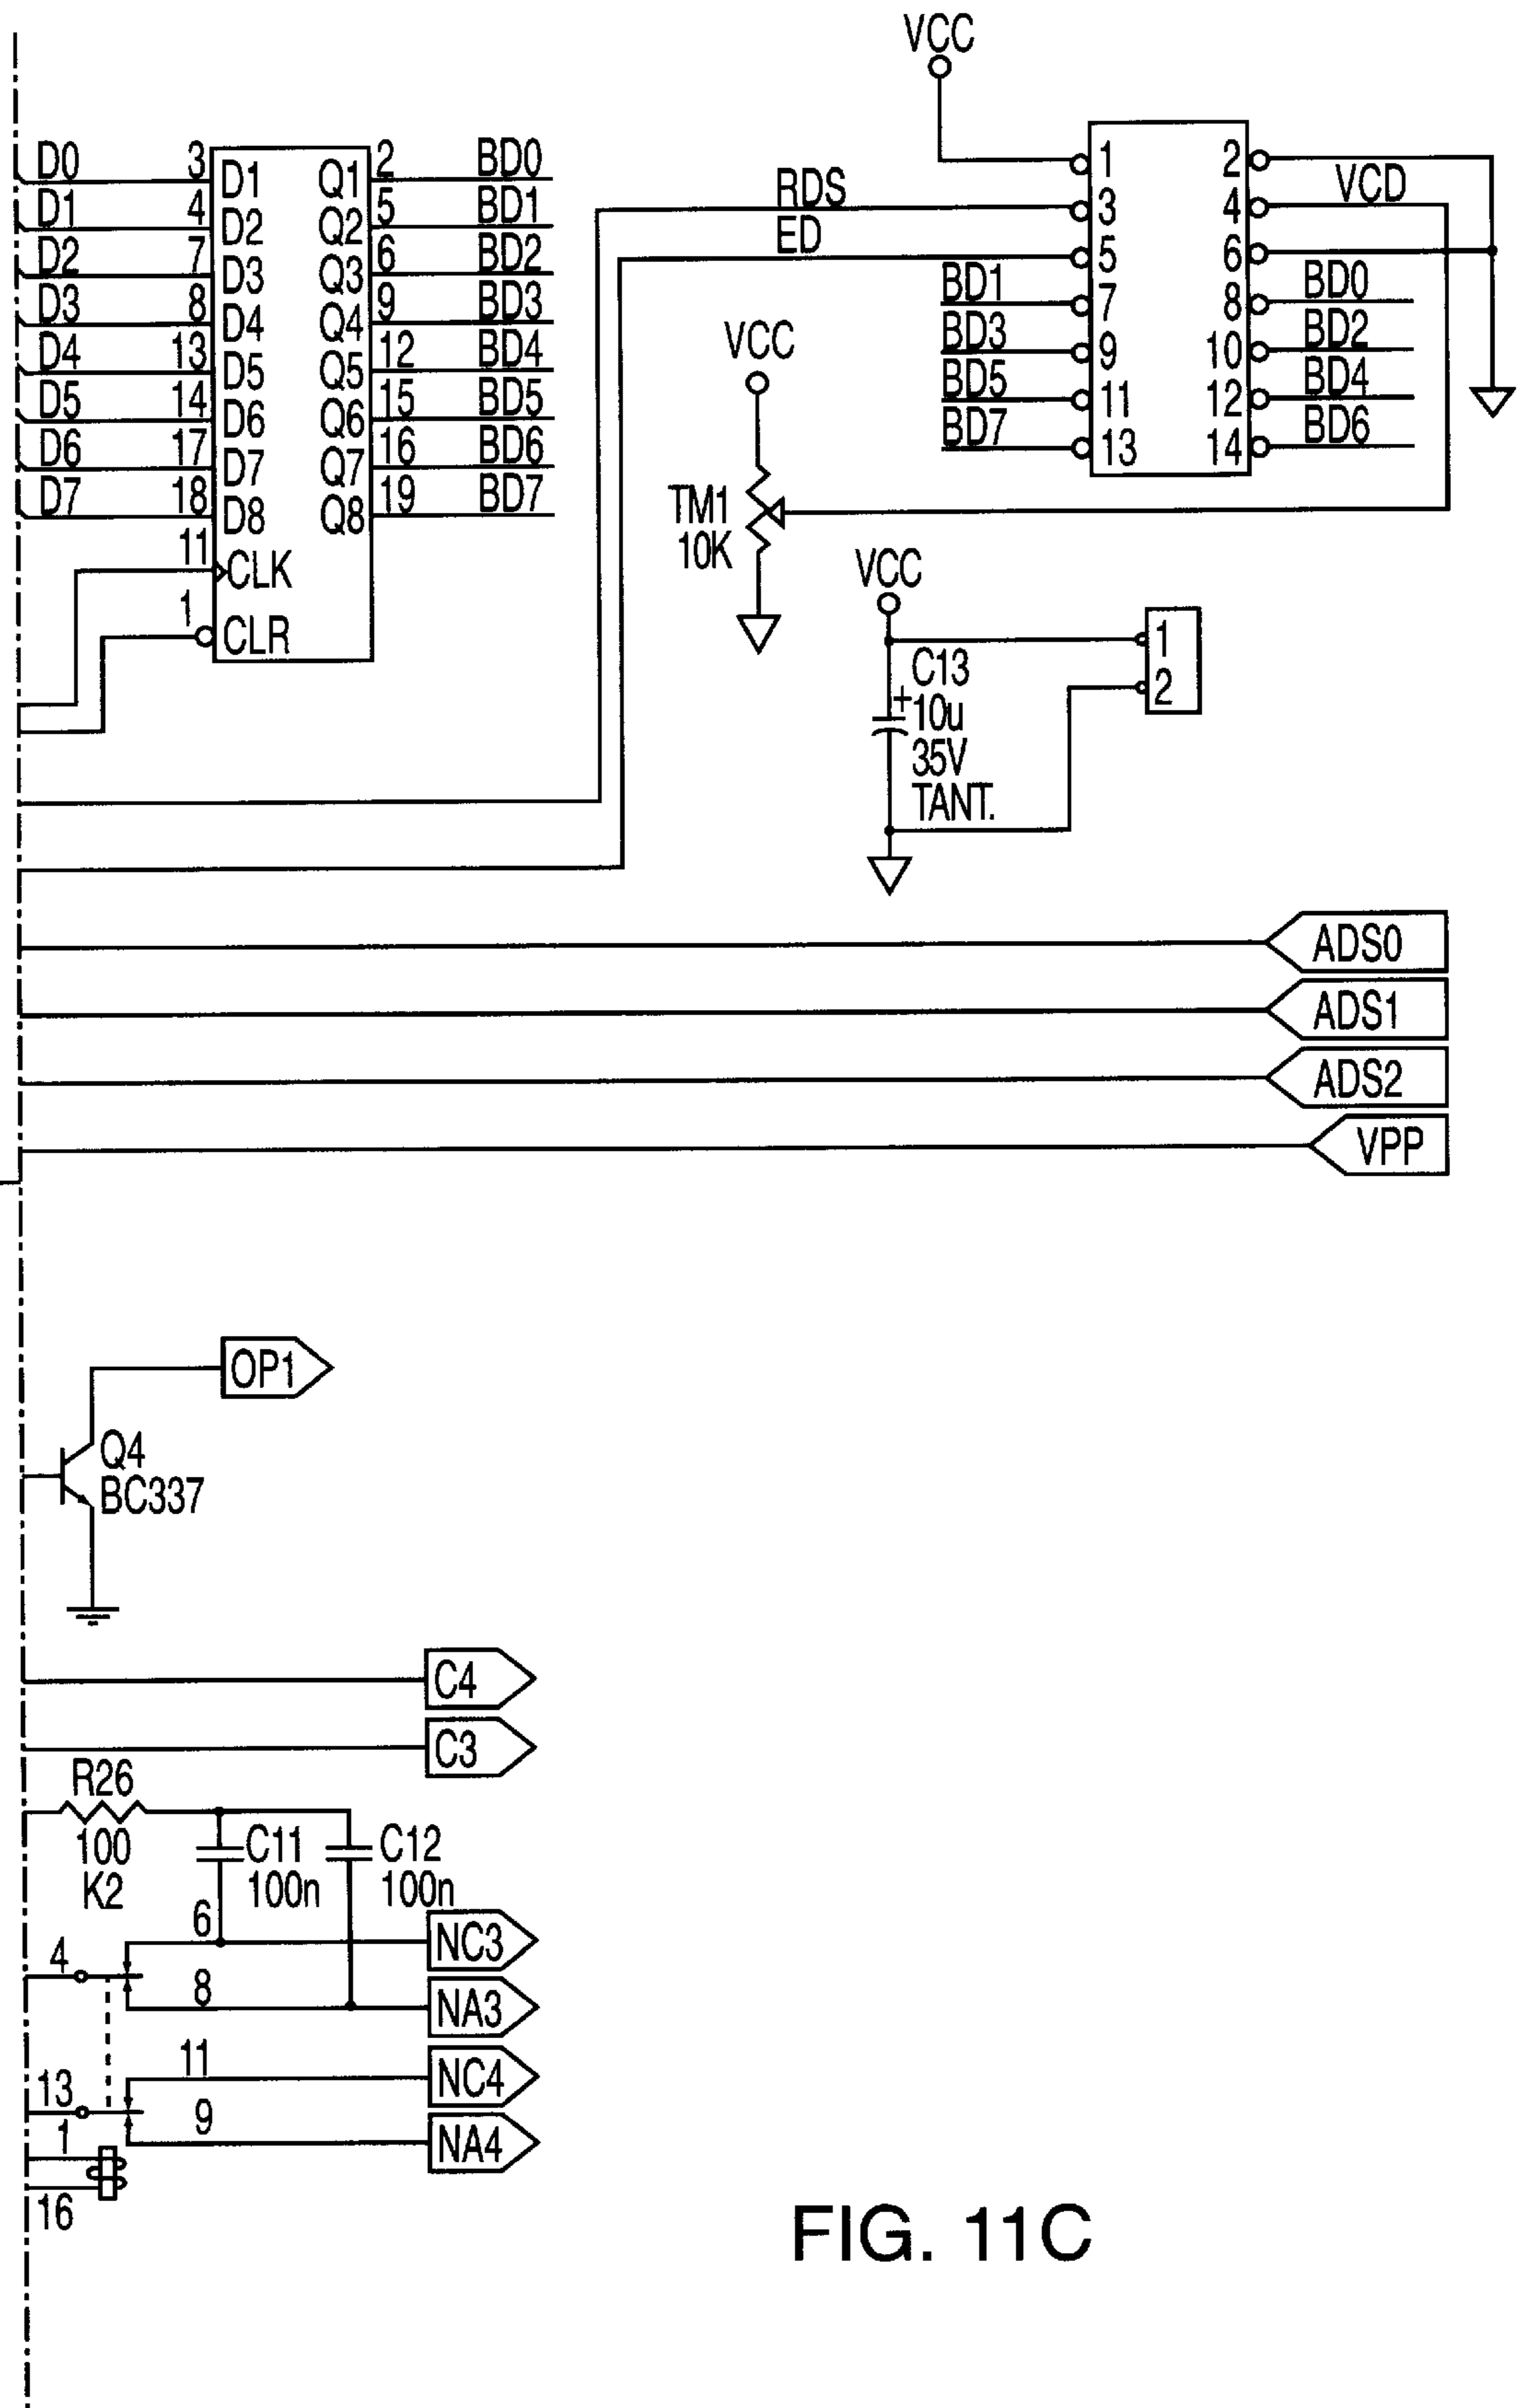 VCC
D0 3 D1 Q1 2 BD0
D1 4 D2 Q2 5 BD1
D2 7 D3 Q3 6 BD2
D3 8 D4 Q4 9 BD3
D4 13 D5 Q5 12 BD4
D5 14 D6 Q6 15 BD5
D6 17 D7 Q7 16 BD6
D7 18 D8 Q8 19 BD7
11 CLK
1 CLR
1 2
RDS 3 4 VCD
ED 5 6
BD1 7 8 BD0
BD3 9 10 BD2
BD5 11 12 BD4
BD7 13 14 BD6
VCC
TM1
10K
VCC
C13
+
10u
35V
TANT.
1
2
ADS0
ADS1
ADS2
VPP
OP1
Q4
BC337
C4
C3
R26
100
K2
C11
100n
C12
100n
6
NC3
4
8
NA3
11
NC4
13
9
NA4
1
16
FIG. 11C